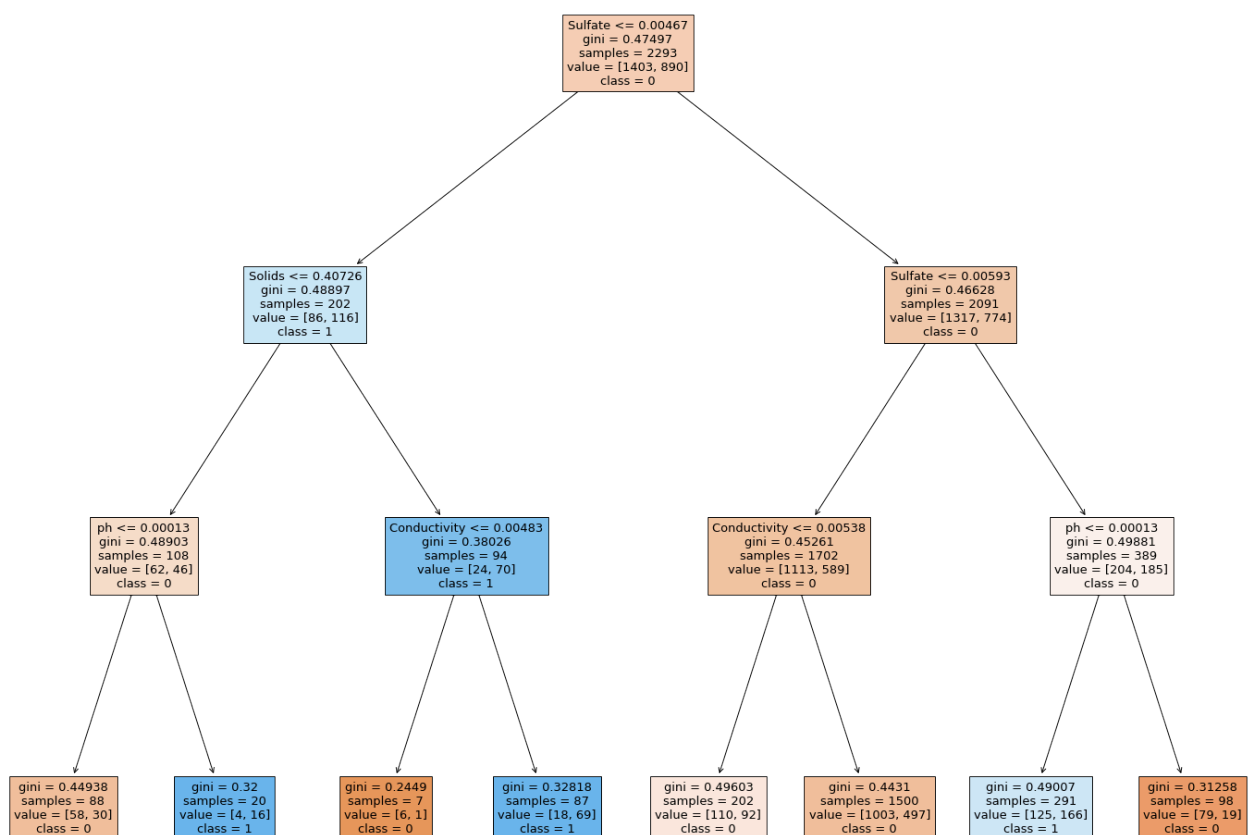 Sulfate <= 0.00467
gini = 0.47497
samples = 2293
value = [1403, 890]
class = 0
Solids <= 0.40726
gini = 0.48897
samples = 202
value = [86, 116]
class = 1
Sulfate <= 0.00593
gini = 0.46628
samples = 2091
value = [1317, 774]
class = 0
ph <= 0.00013
gini = 0.48903
samples = 108
value = [62, 46]
class = 0
Conductivity <= 0.00483
gini = 0.38026
samples = 94
value = [24, 70]
class = 1
Conductivity <= 0.00538
gini = 0.45261
samples = 1702
value = [1113, 589]
class = 0
ph <= 0.00013
gini = 0.49881
samples = 389
value = [204, 185]
class = 0
gini = 0.44938
samples = 88
value = [58, 30]
class = 0
gini = 0.32
samples = 20
value = [4, 16]
class = 1
gini = 0.2449
samples = 7
value = [6, 1]
class = 0
gini = 0.32818
samples = 87
value = [18, 69]
class = 1
gini = 0.49603
samples = 202
value = [110, 92]
class = 0
gini = 0.4431
samples = 1500
value = [1003, 497]
class = 0
gini = 0.49007
samples = 291
value = [125, 166]
class = 1
gini = 0.31258
samples = 98
value = [79, 19]
class = 0